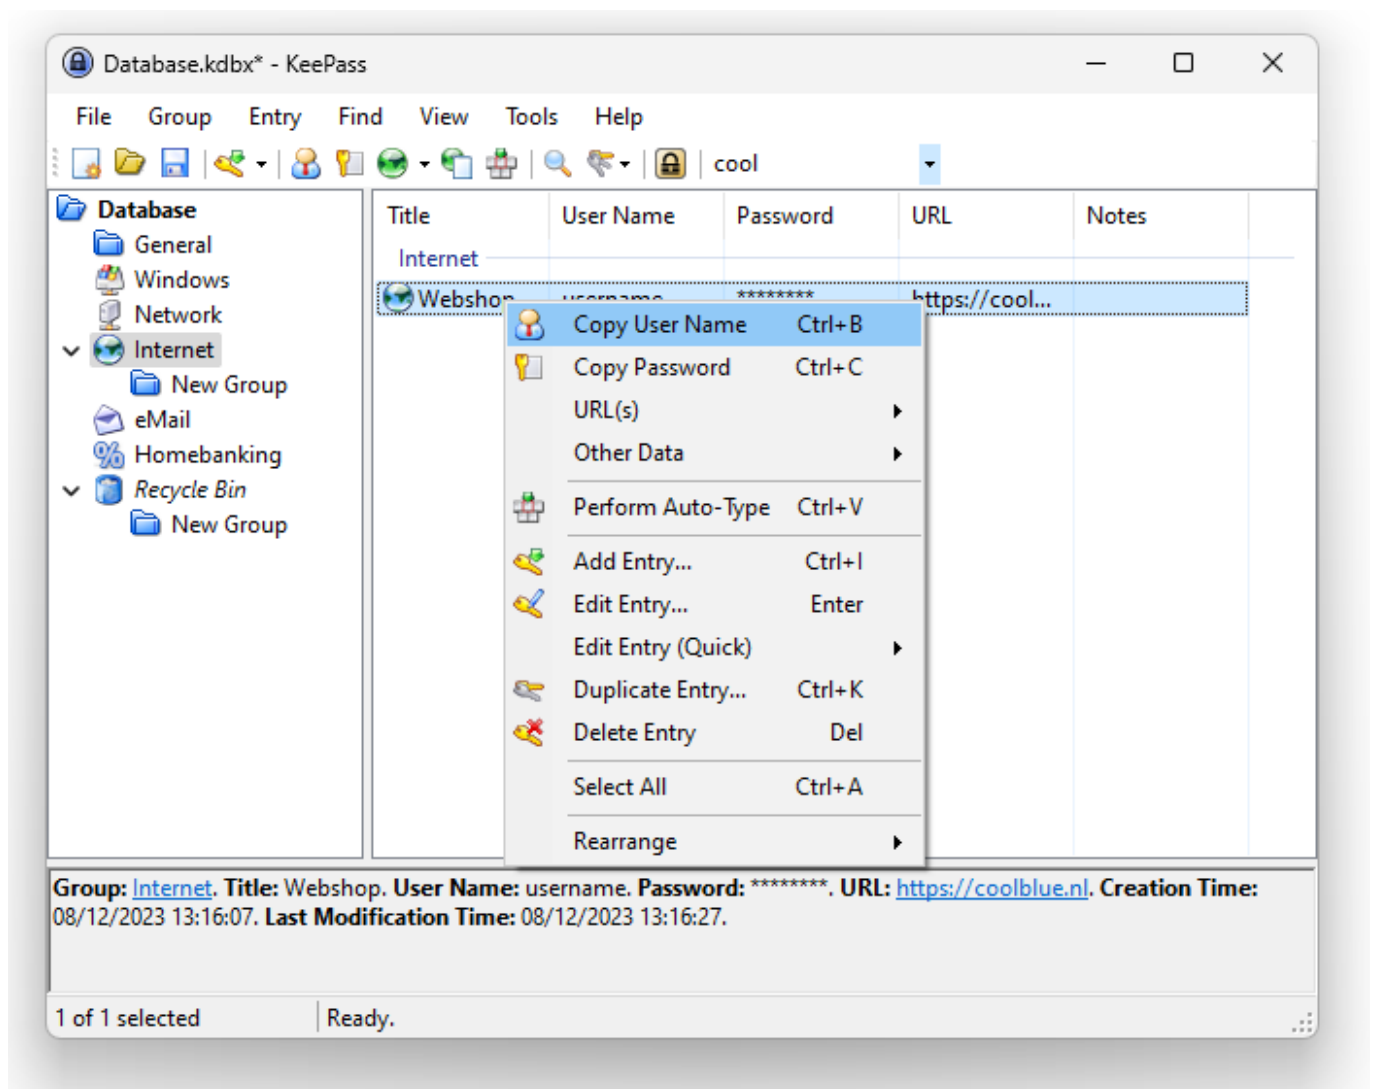 Database.kdbx* - KeePass
File Group Entry Find View Tools Help
cool
Database
General
Windows
Network
Internet
New Group
eMail
Homebanking
Recycle Bin
New Group
Title User Name Password URL Notes
Internet
Webshop username ******** https://cool...
Copy User Name Ctrl+B
Copy Password Ctrl+C
URL(s)
Other Data
Perform Auto-Type Ctrl+V
Add Entry... Ctrl+I
Edit Entry... Enter
Edit Entry (Quick)
Duplicate Entry... Ctrl+K
Delete Entry Del
Select All Ctrl+A
Rearrange
Group: Internet. Title: Webshop. User Name: username. Password: ********. URL: https://coolblue.nl. Creation Time:
08/12/2023 13:16:07. Last Modification Time: 08/12/2023 13:16:27.
1 of 1 selected Ready.